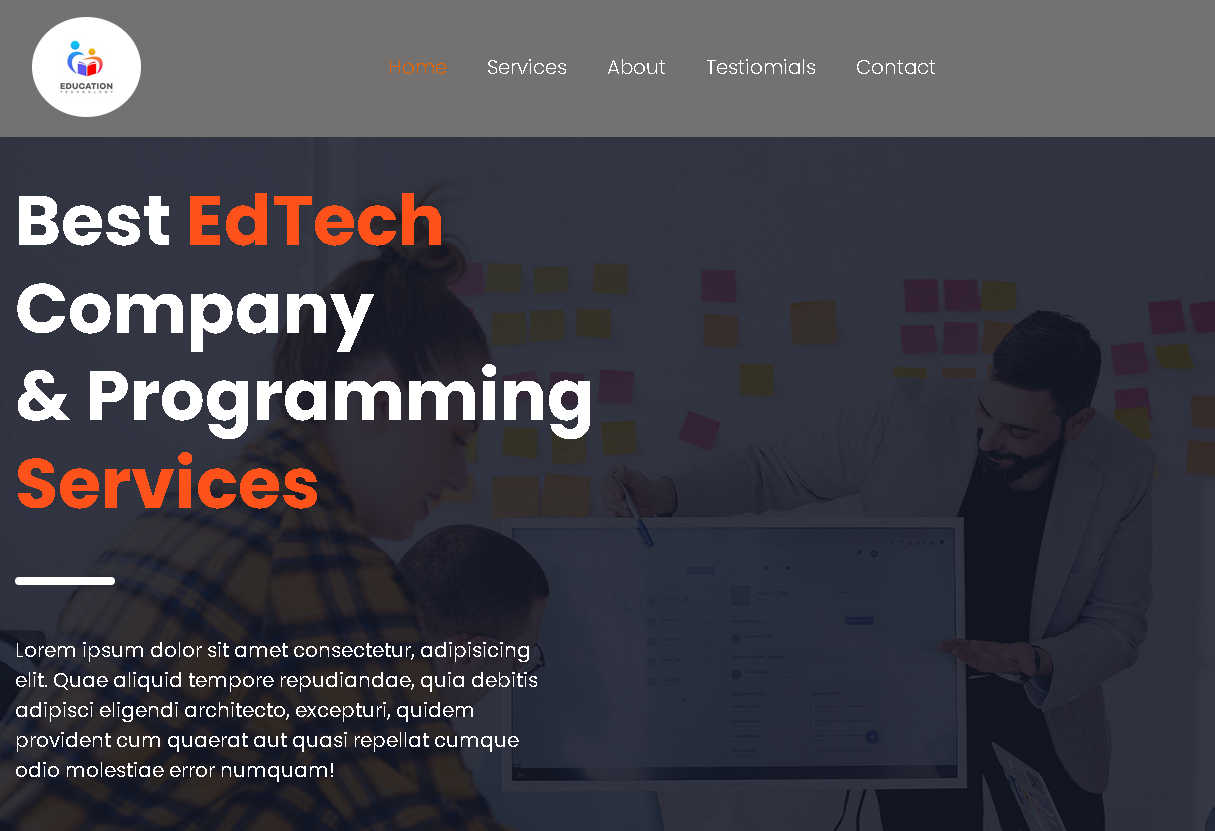 EDUCATION
TECHNOLOGY
Home Services About Testiomials Contact
Best EdTech
Company
& Programming
Services
Lorem ipsum dolor sit amet consectetur, adipisicing
elit. Quae aliquid tempore repudiandae, quia debitis
adipisci eligendi architecto, excepturi, quidem
provident cum quaerat aut quasi repellat cumque
odio molestiae error numquam!